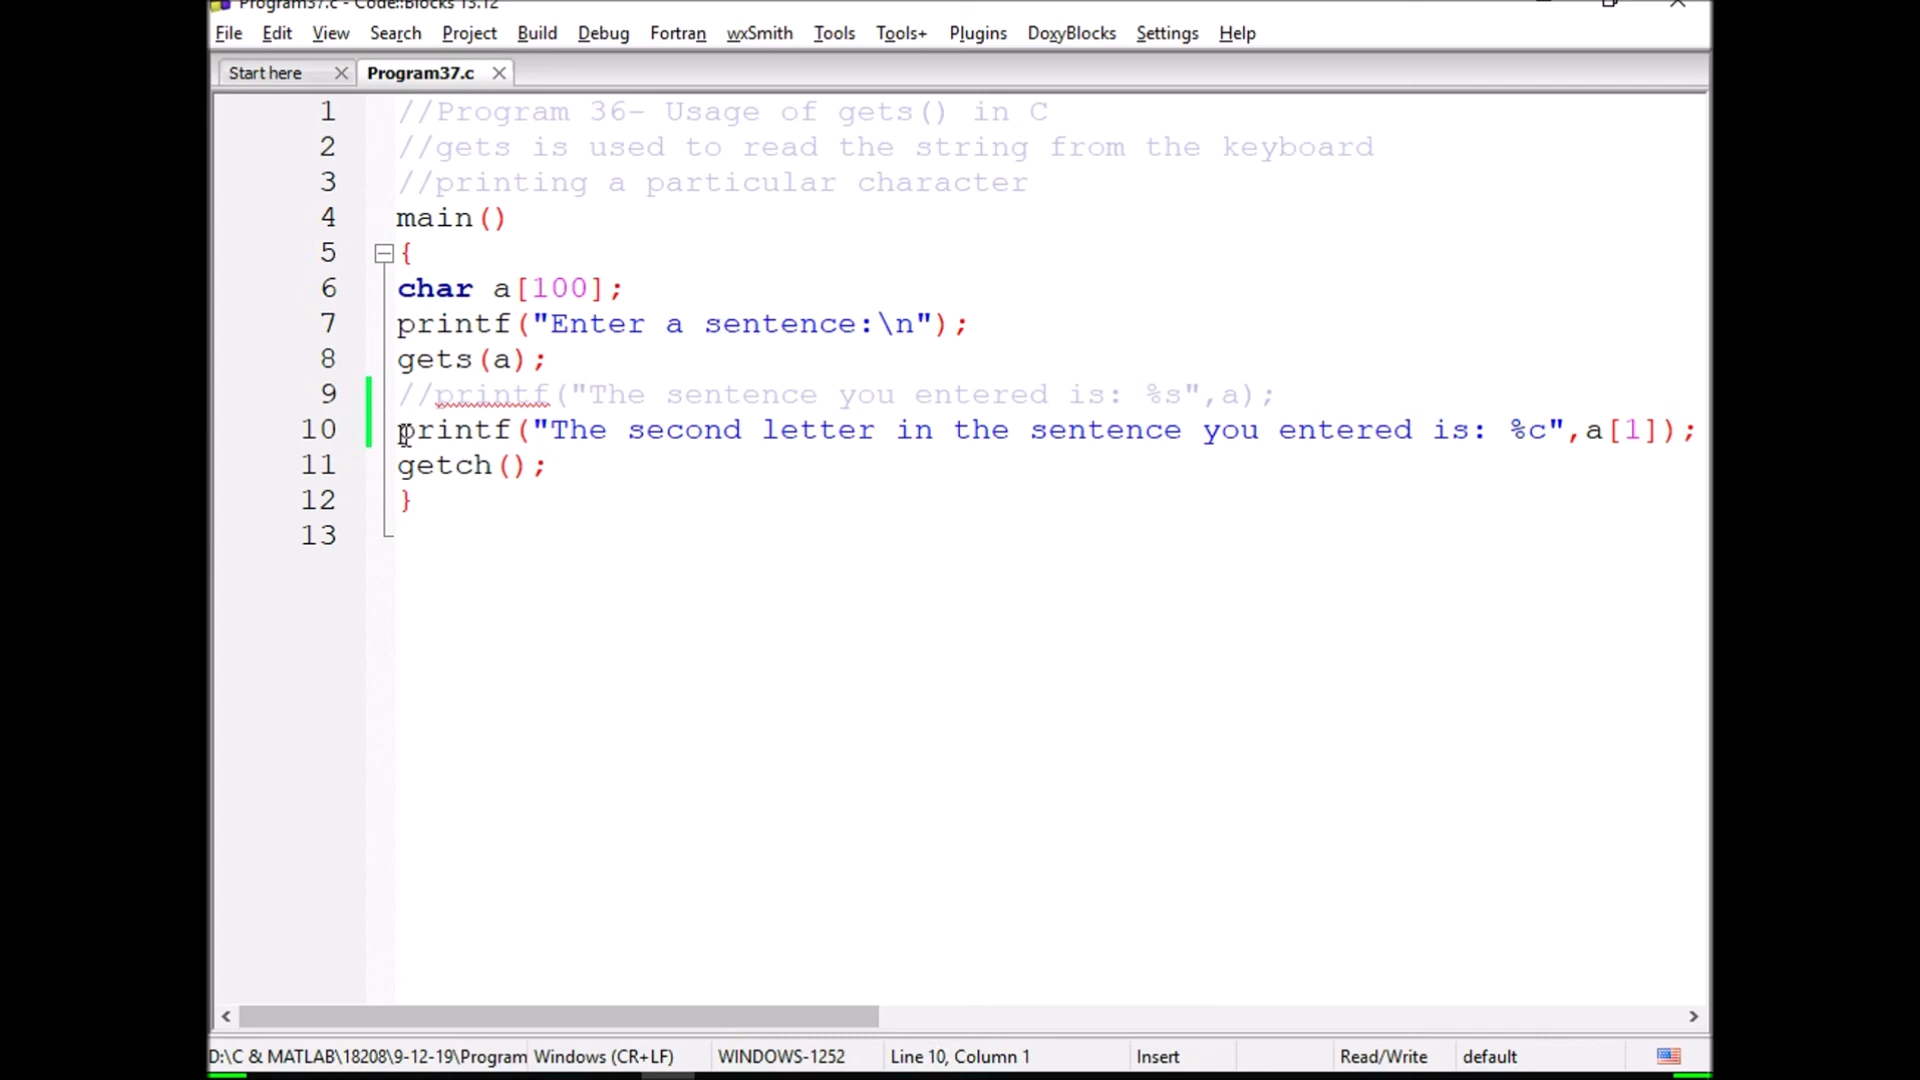 Program37.c - Code::Blocks 13.12
File Edit View Search Project Build Debug Fortran wxSmith Tools Tools+ Plugins DoxyBlocks Settings Help
Start here Program37.c
1 //Program 36- Usage of gets() in C
2 //gets is used to read the string from the keyboard
3 //printing a particular character
4 main()
5 {
6 char a[100];
7 printf("Enter a sentence:\n");
8 gets(a);
9 //printf("The sentence you entered is: %s",a);
10 printf("The second letter in the sentence you entered is: %c",a[1]);
11 getch();
12 }
13
D:\C & MATLAB\18208\9-12-19\Program Windows (CR+LF) WINDOWS-1252 Line 10, Column 1 Insert Read/Write default